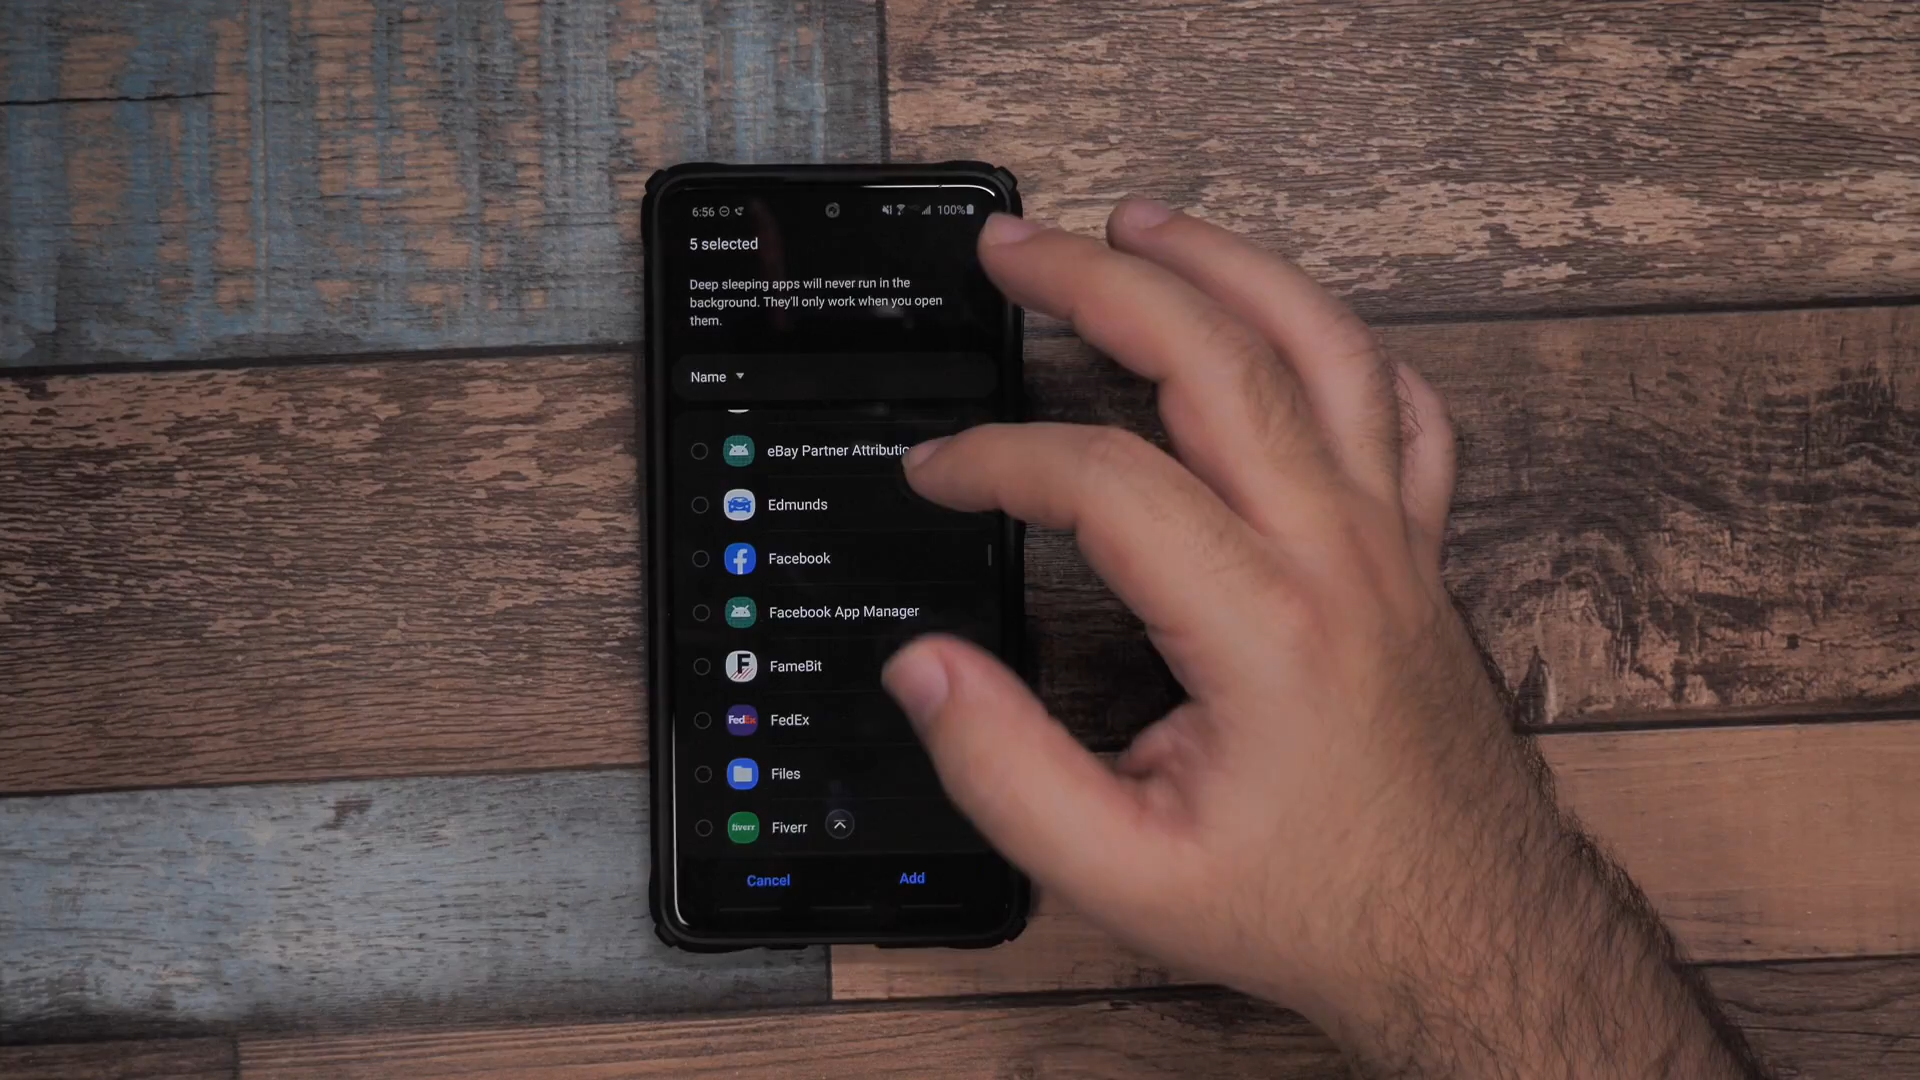 6:56
100%
5 selected
Deep sleeping apps will never run in the
background. They'll only work when you open
them.
Name
eBay Partner Attributio
Edmunds
Facebook
Facebook App Manager
FameBit
FedEx
FedEx
Files
fiverr
Fiverr
Cancel
Add